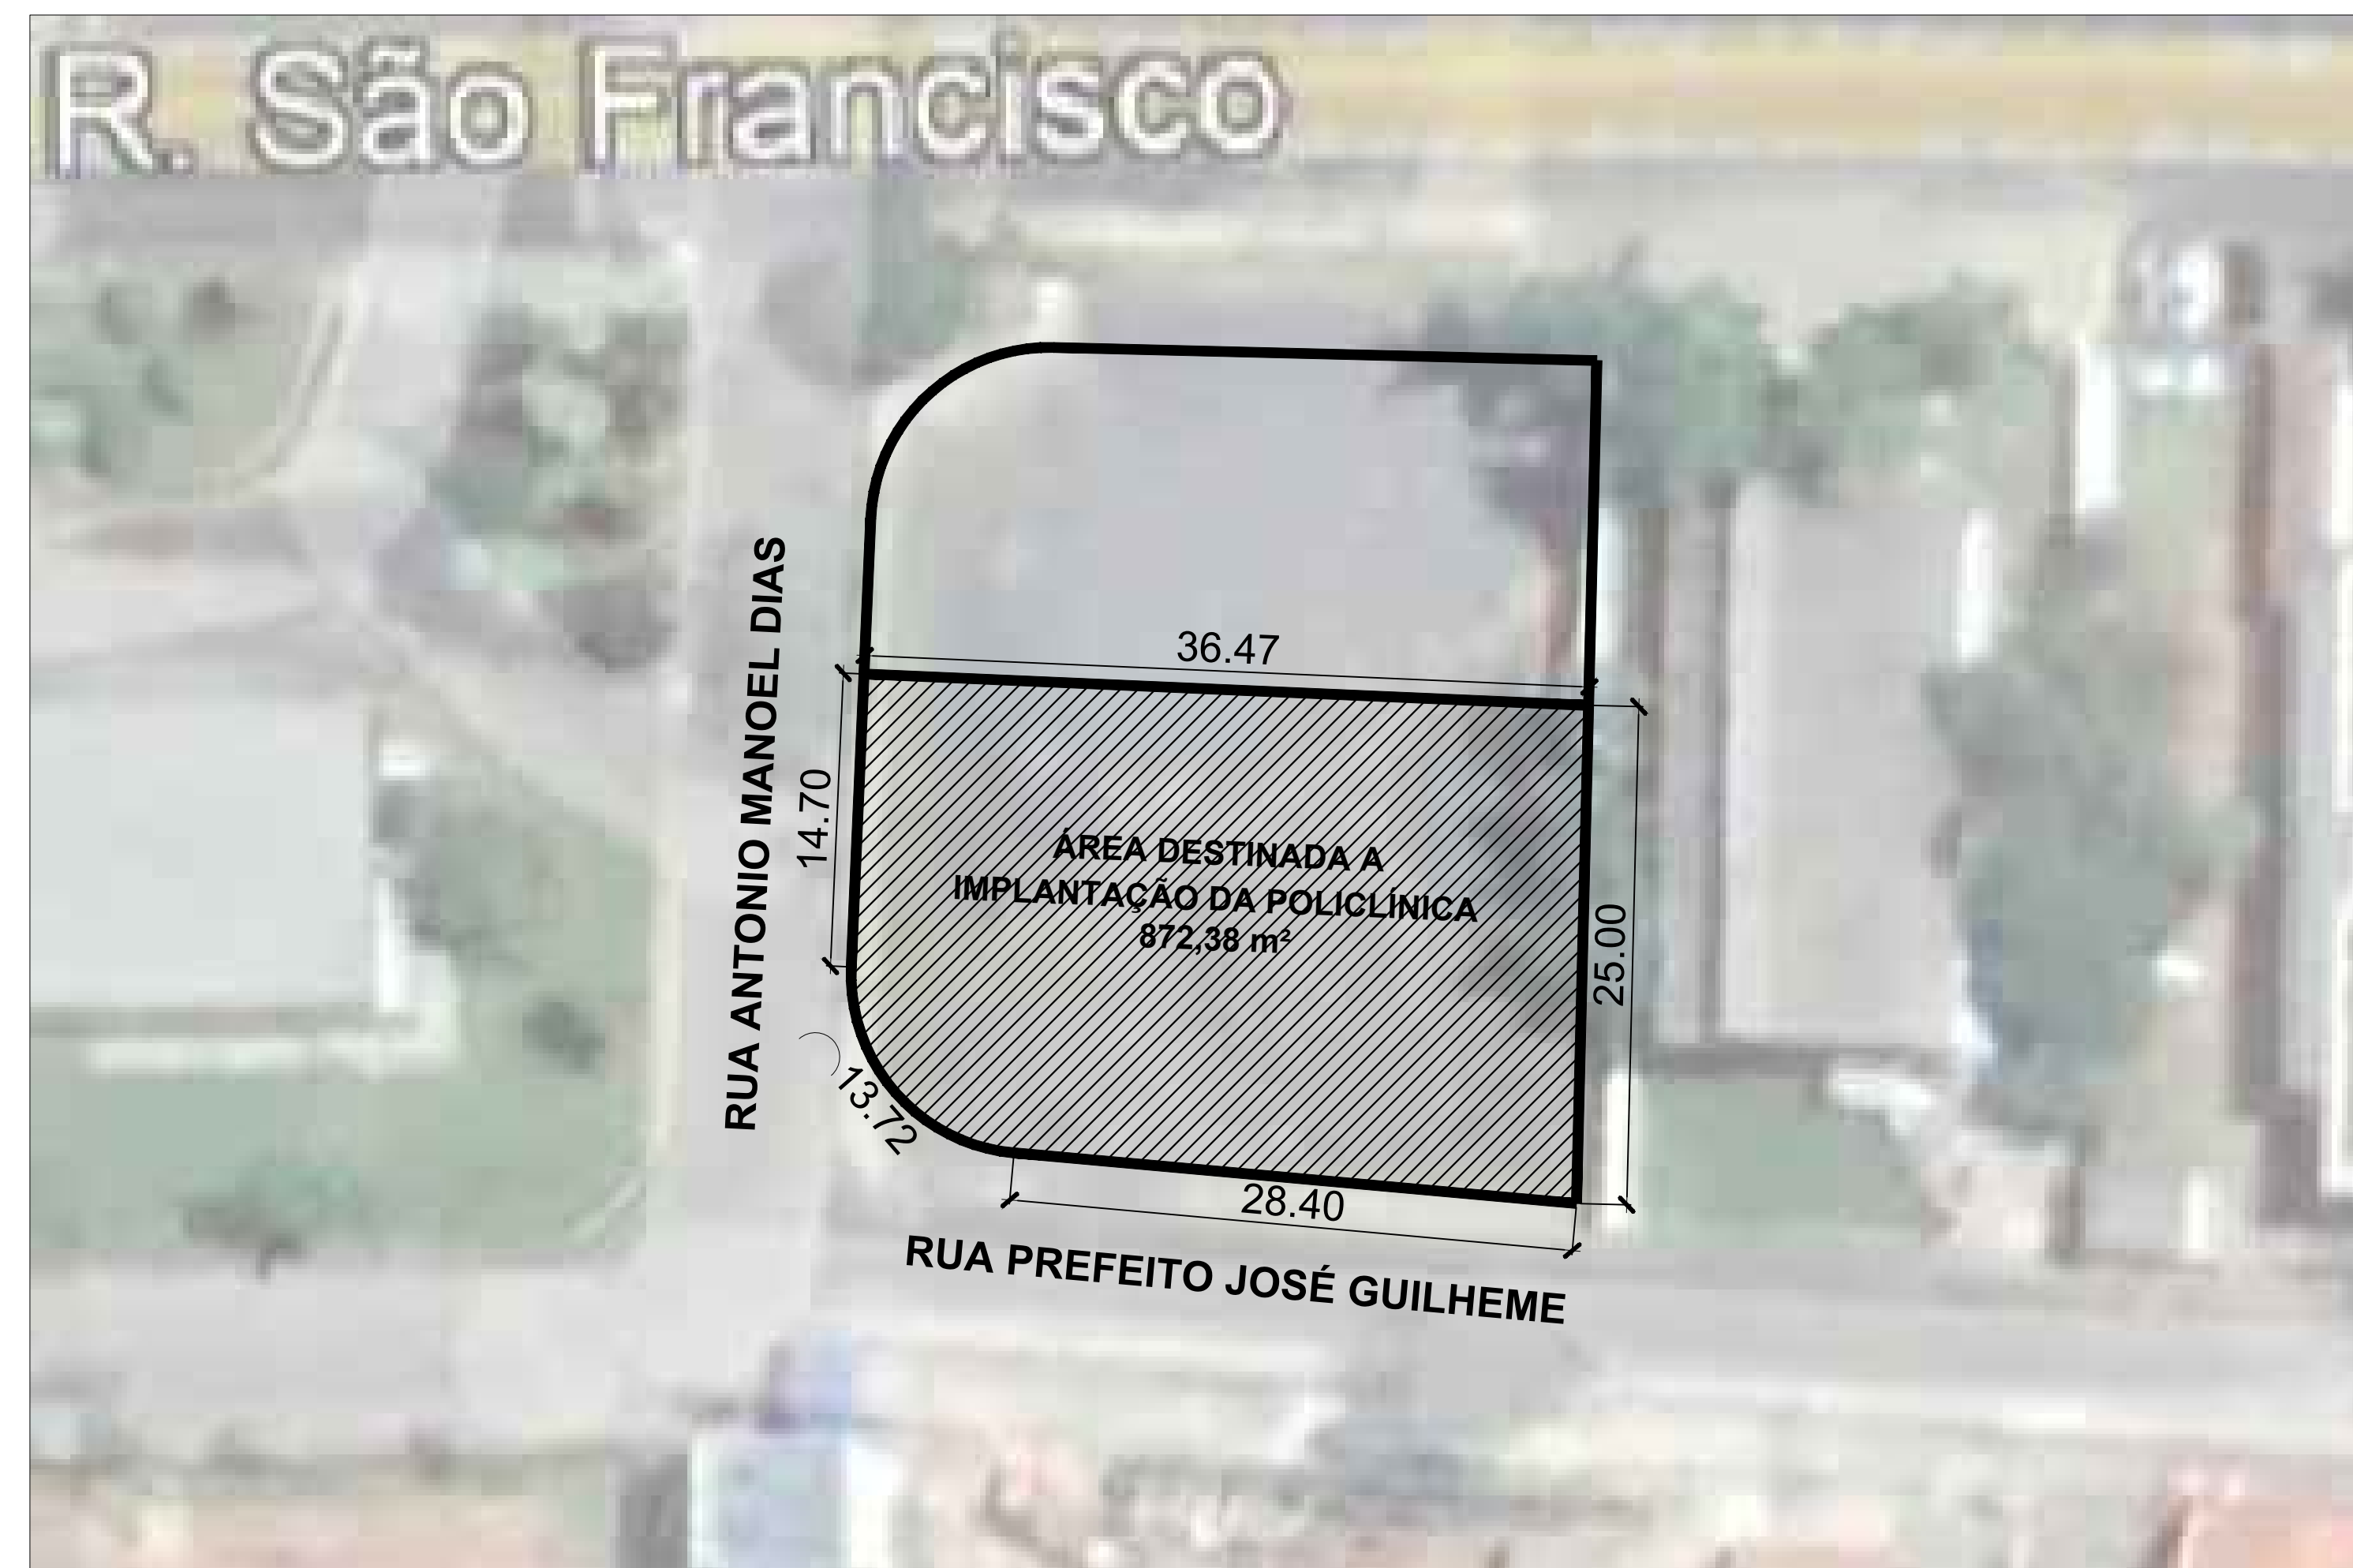 R. São Francisco
RUA ANTONIO MANOEL DIAS
36.47
14.70
ÁREA DESTINADA A
IMPLANTAÇÃO DA POLICLÍNICA
872,38 m²
25.00
13.72
28.40
RUA PREFEITO JOSÉ GUILHEME